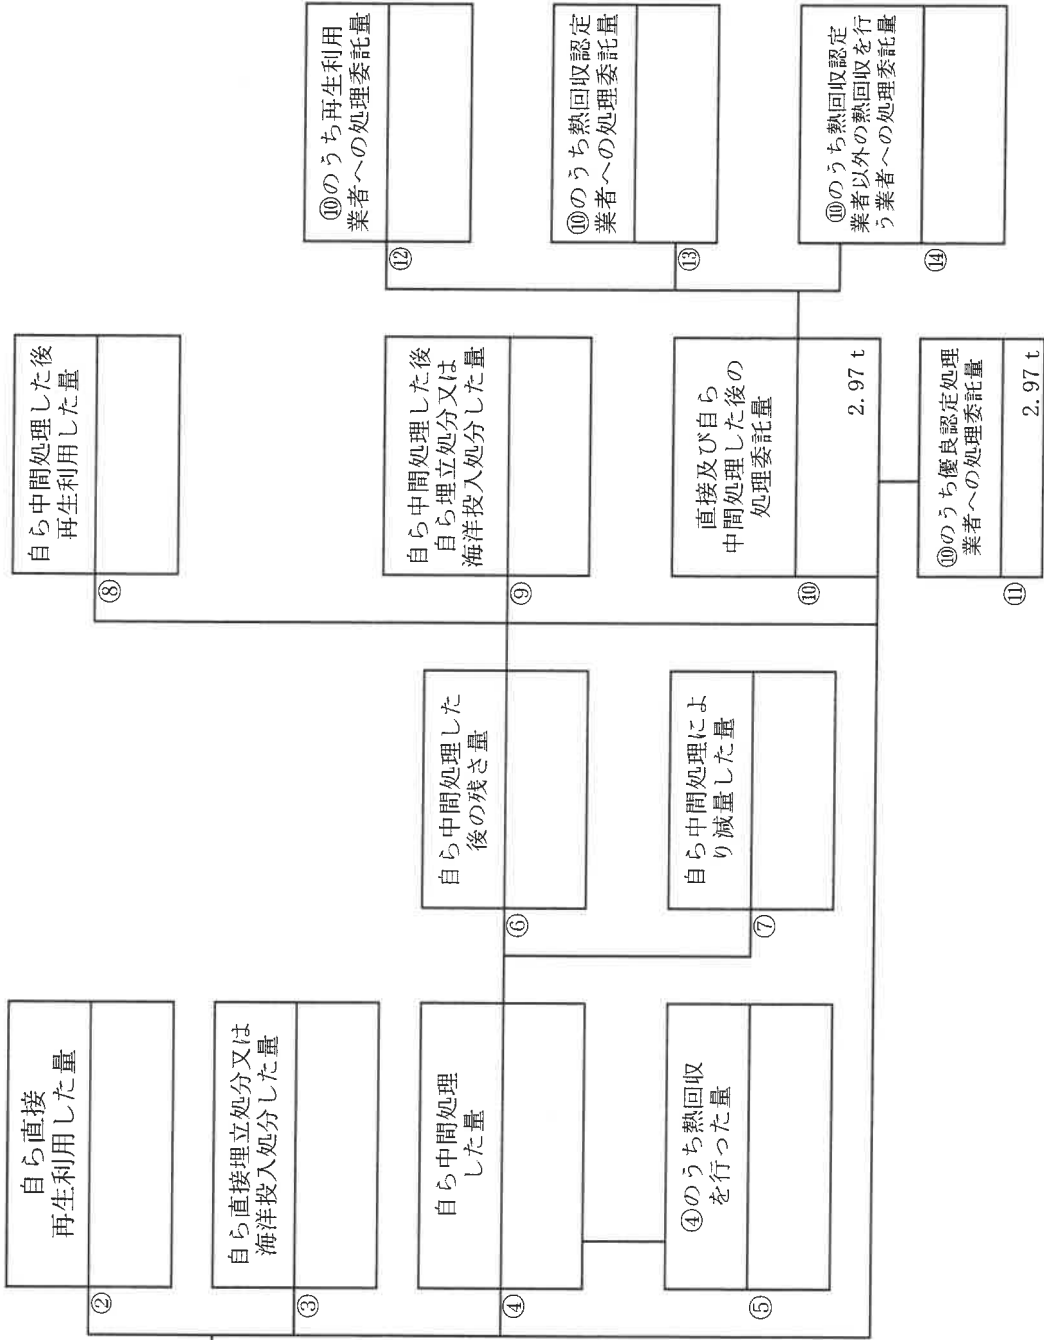 ②
自ら直接
再生利用した量
③
自ら直接埋立処分又は
海洋投入処分した量
④
自ら中間処理
した量
⑤
④のうち熱回収
を行った量
⑥
自ら中間処理した
後の残さ量
⑦
自ら中間処理によ
り減量した量
⑧
自ら中間処理した後
再生利用した量
⑨
自ら中間処理した後
自ら埋立処分又は
海洋投入処分した量
⑩
直接及び自ら
中間処理した後の
処理委託量
2.97 t
⑪
⑩のうち優良認定処理
業者への処理委託量
2.97 t
⑫
⑩のうち再生利用
業者への処理委託量
⑬
⑩のうち熱回収認定
業者への処理委託量
⑭
⑩のうち熱回収認定
業者以外の熱回収を行
う業者への処理委託量